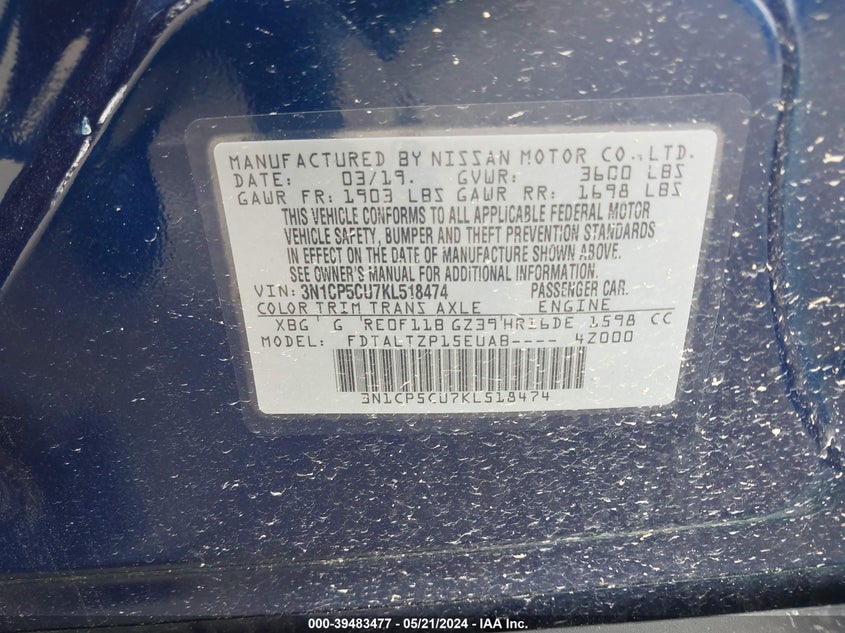 MANUFACTURED BY NISSAN MOTOR CO., LTD.
DATE: 03/19. GVWR: 3600 LBS
GAWR FR: 1903 LBS GAWR RR: 1698 LBS
THIS VEHICLE CONFORMS TO ALL APPLICABLE FEDERAL MOTOR
VEHICLE SAFETY, BUMPER AND THEFT PREVENTION STANDARDS
IN EFFECT ON THE DATE OF MANUFACTURE SHOWN ABOVE.
SEE OWNER'S MANUAL FOR ADDITIONAL INFORMATION.
VIN: 3N1CP5CU7KL518474 PASSENGER CAR.
COLOR TRIM TRANS AXLE ENGINE
XBG G RE0F11B GZ39 HR16DE 1598 CC
MODEL: FDTALTZP15EUAB---- 4Z000
3N1CP5CU7KL518474
000-39483477 - 05/21/2024 - IAA Inc.